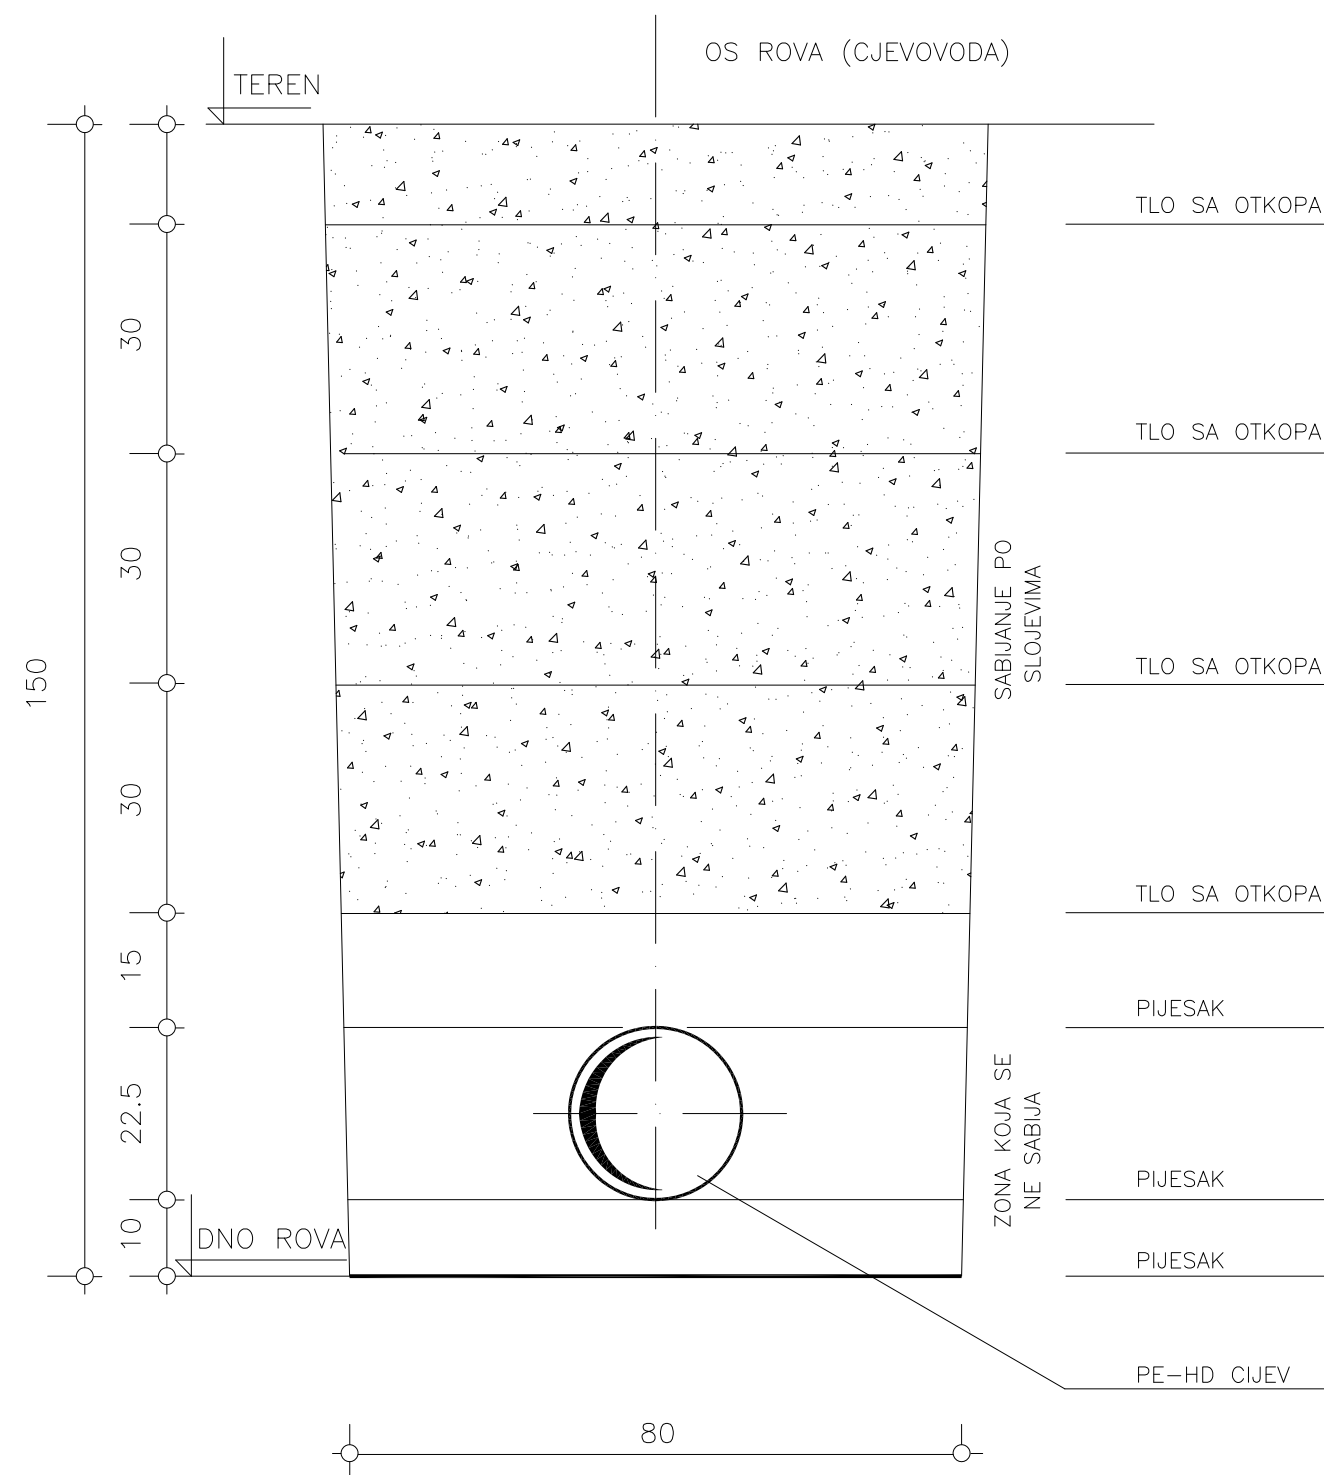 OS ROVA (CJEVOVODA)
TEREN
TLO SA OTKOPA
30
TLO SA OTKOPA
30
SABIJANJE PO
SLOJEVIMA
150
TLO SA OTKOPA
30
TLO SA OTKOPA
15
PIJESAK
22.5
ZONA KOJA SE
NE SABIJA
PIJESAK
10
DNO ROVA
PIJESAK
PE-HD CIJEV
80